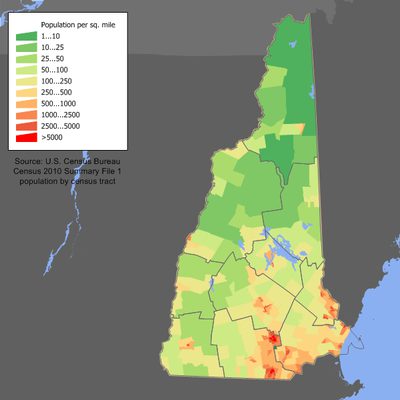 Population per sq. mile
1...10
10...25
25...50
50...100
100...250
250...500
500...1000
1000...2500
2500...5000
>5000
Source: U.S. Census Bureau
Census 2010 Summary File 1
population by census tract